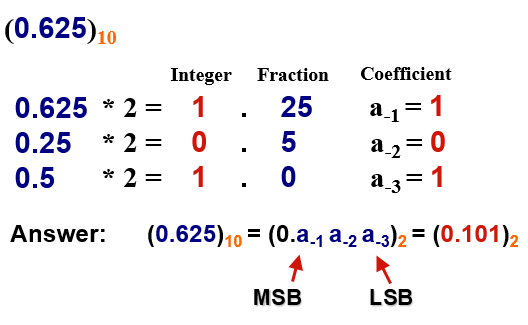 (0.625)10
Integer Fraction Coefficient
0.625 * 2 = 1 . 25 a-1 = 1
0.25 * 2 = 0 . 5 a-2 = 0
0.5 * 2 = 1 . 0 a-3 = 1
Answer: (0.625)10 = (0.a-1 a-2 a-3)2 = (0.101)2
MSB LSB